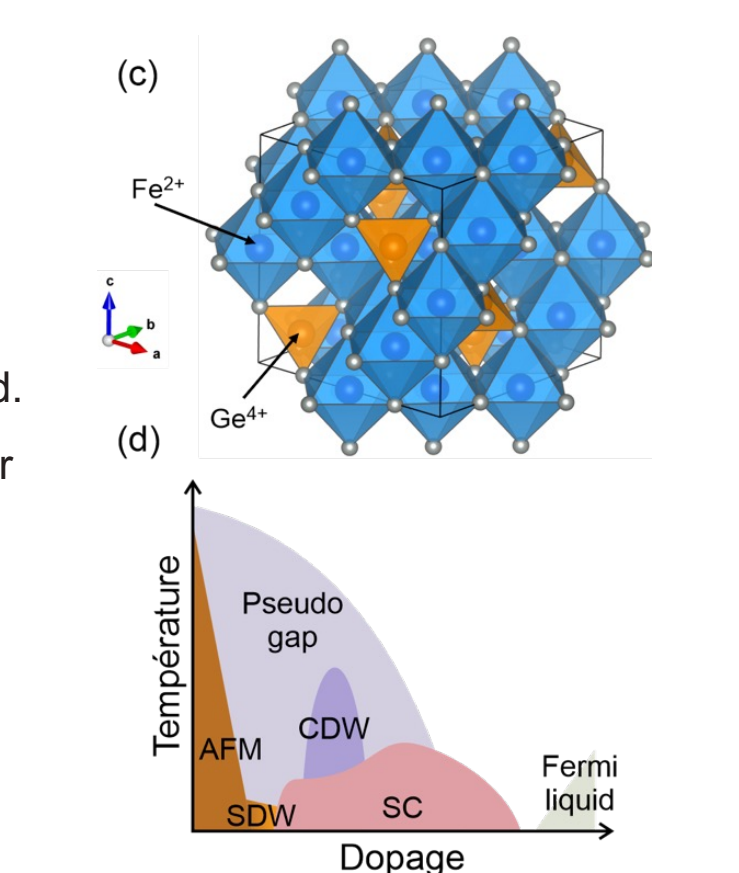 (c)
Fe2+
c
b
a
d.
Ge4+
(d)
r
Température
Pseudo
gap
CDW
AFM
SDW
SC
Fermi
liquid
Dopage